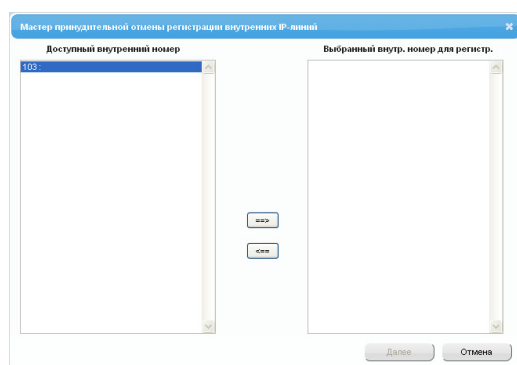 Мастер принудительной отмены регистрации внутренних IP-линий
Доступный внутренний номер
Выбранный внутр. номер для регистр.
103 :
==>
<==
Далее
Отмена